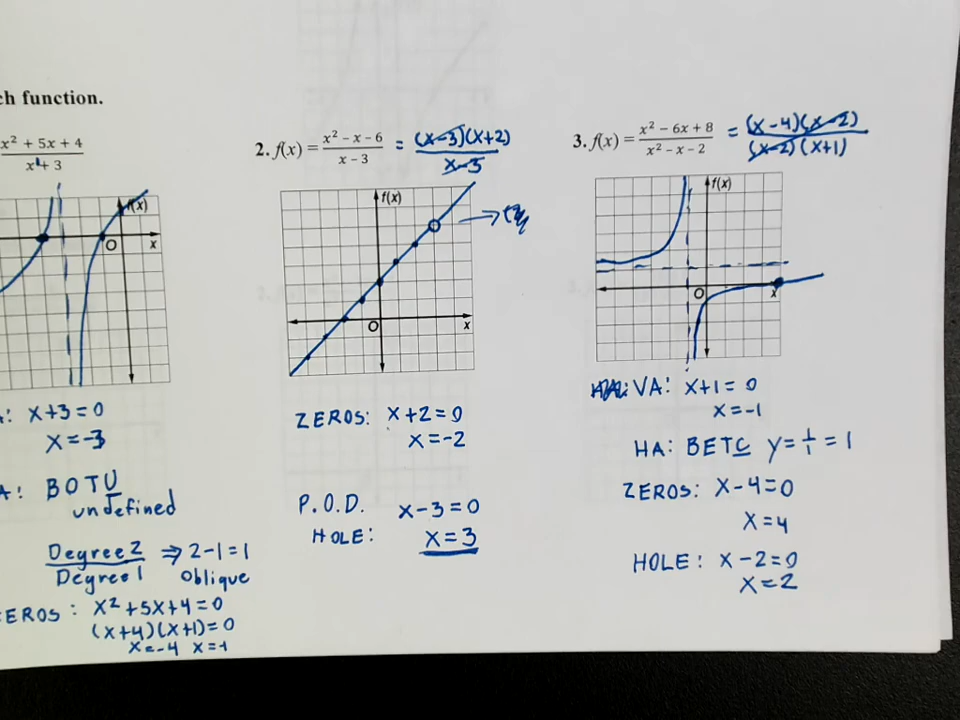 ch function.
x² + 5x + 4
x + 3
f(x)
O
x
A: x+3=0
x=-3
A: BOTU
undefined
Degree 2 ⇒ 2-1=1
Degree 1 oblique
ZEROS: x²+5x+4=0
(x+4)(x+1)=0
x=-4 x=-1
2. f(x) = x² - x - 6 / x - 3 = (x-3)(x+2) / x-3
f(x)
O
x
ZEROS: x+2=0
x=-2
P.O.D. x-3=0
HOLE: x=3
3. f(x) = x² - 6x + 8 / x² - x - 2 = (x-4)(x-2) / (x-2)(x+1)
f(x)
O
x
VA: x+1=0
x=-1
HA: BETC y=1/1=1
ZEROS: x-4=0
x=4
HOLE: x-2=0
x=2